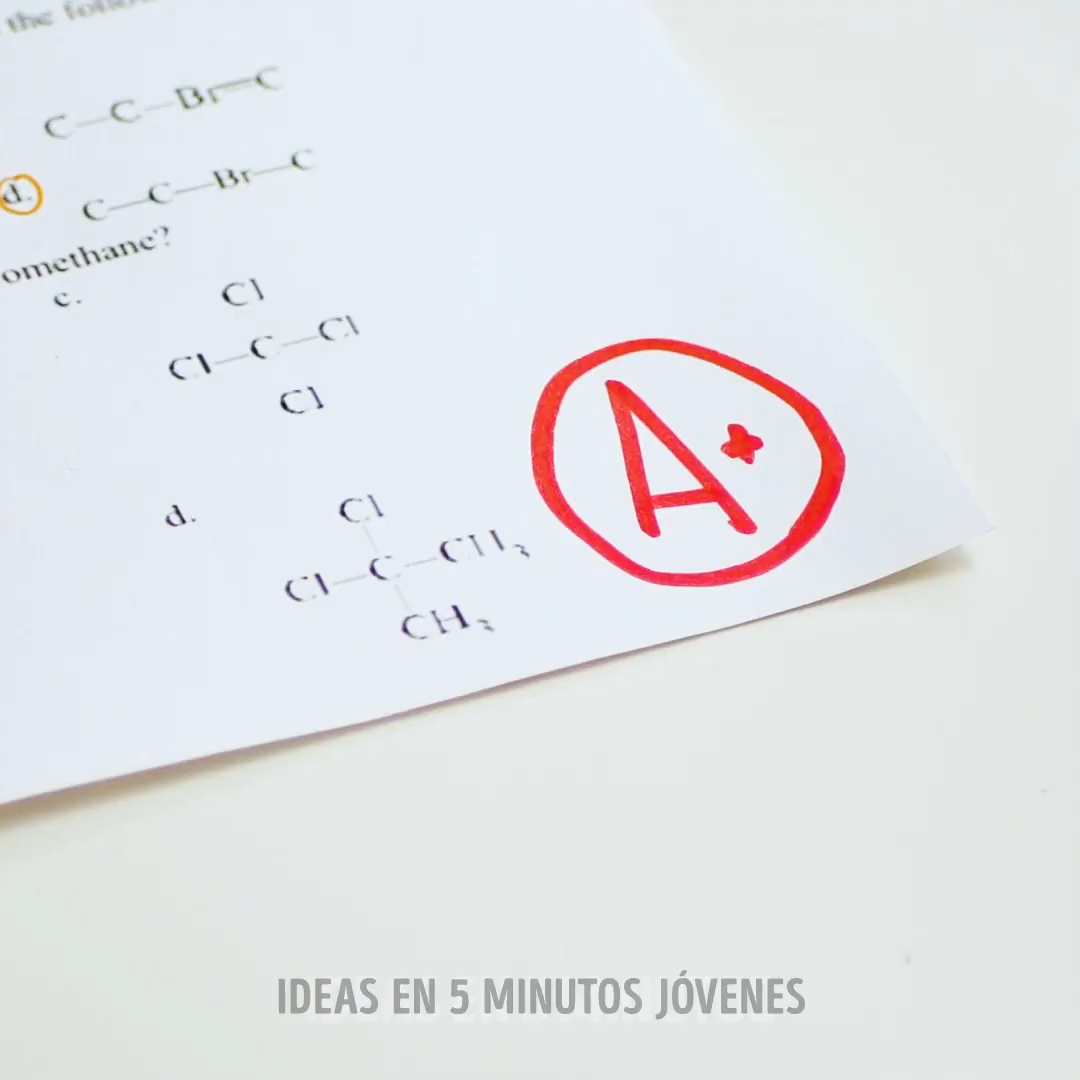 the
C—C—Br═C
d. C—C—Br—C
omethane?
c.
Cl
Cl—C—Cl
Cl
d.
Cl
Cl—C—CH₃
CH₃
A+
IDEAS EN 5 MINUTOS JÓVENES